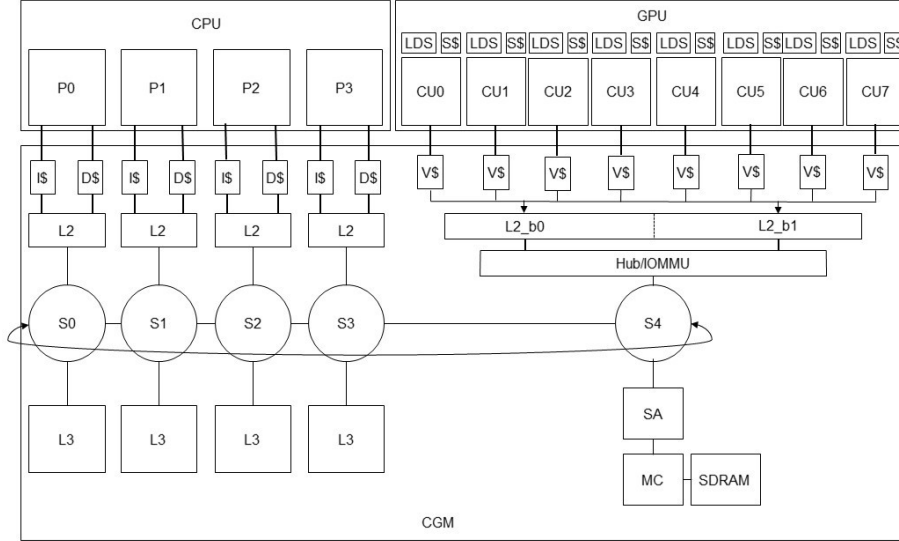 CPU
GPU
LDS S$ LDS S$ LDS S$ LDS S$ LDS S$ LDS S$ LDS S$ LDS S$
P0 P1 P2 P3 CU0 CU1 CU2 CU3 CU4 CU5 CU6 CU7
I$ D$ I$ D$ I$ D$ I$ D$ V$ V$ V$ V$ V$ V$ V$ V$
L2 L2 L2 L2 L2_b0 L2_b1
Hub/IOMMU
S0 S1 S2 S3 S4
L3 L3 L3 L3 SA
MC SDRAM
CGM